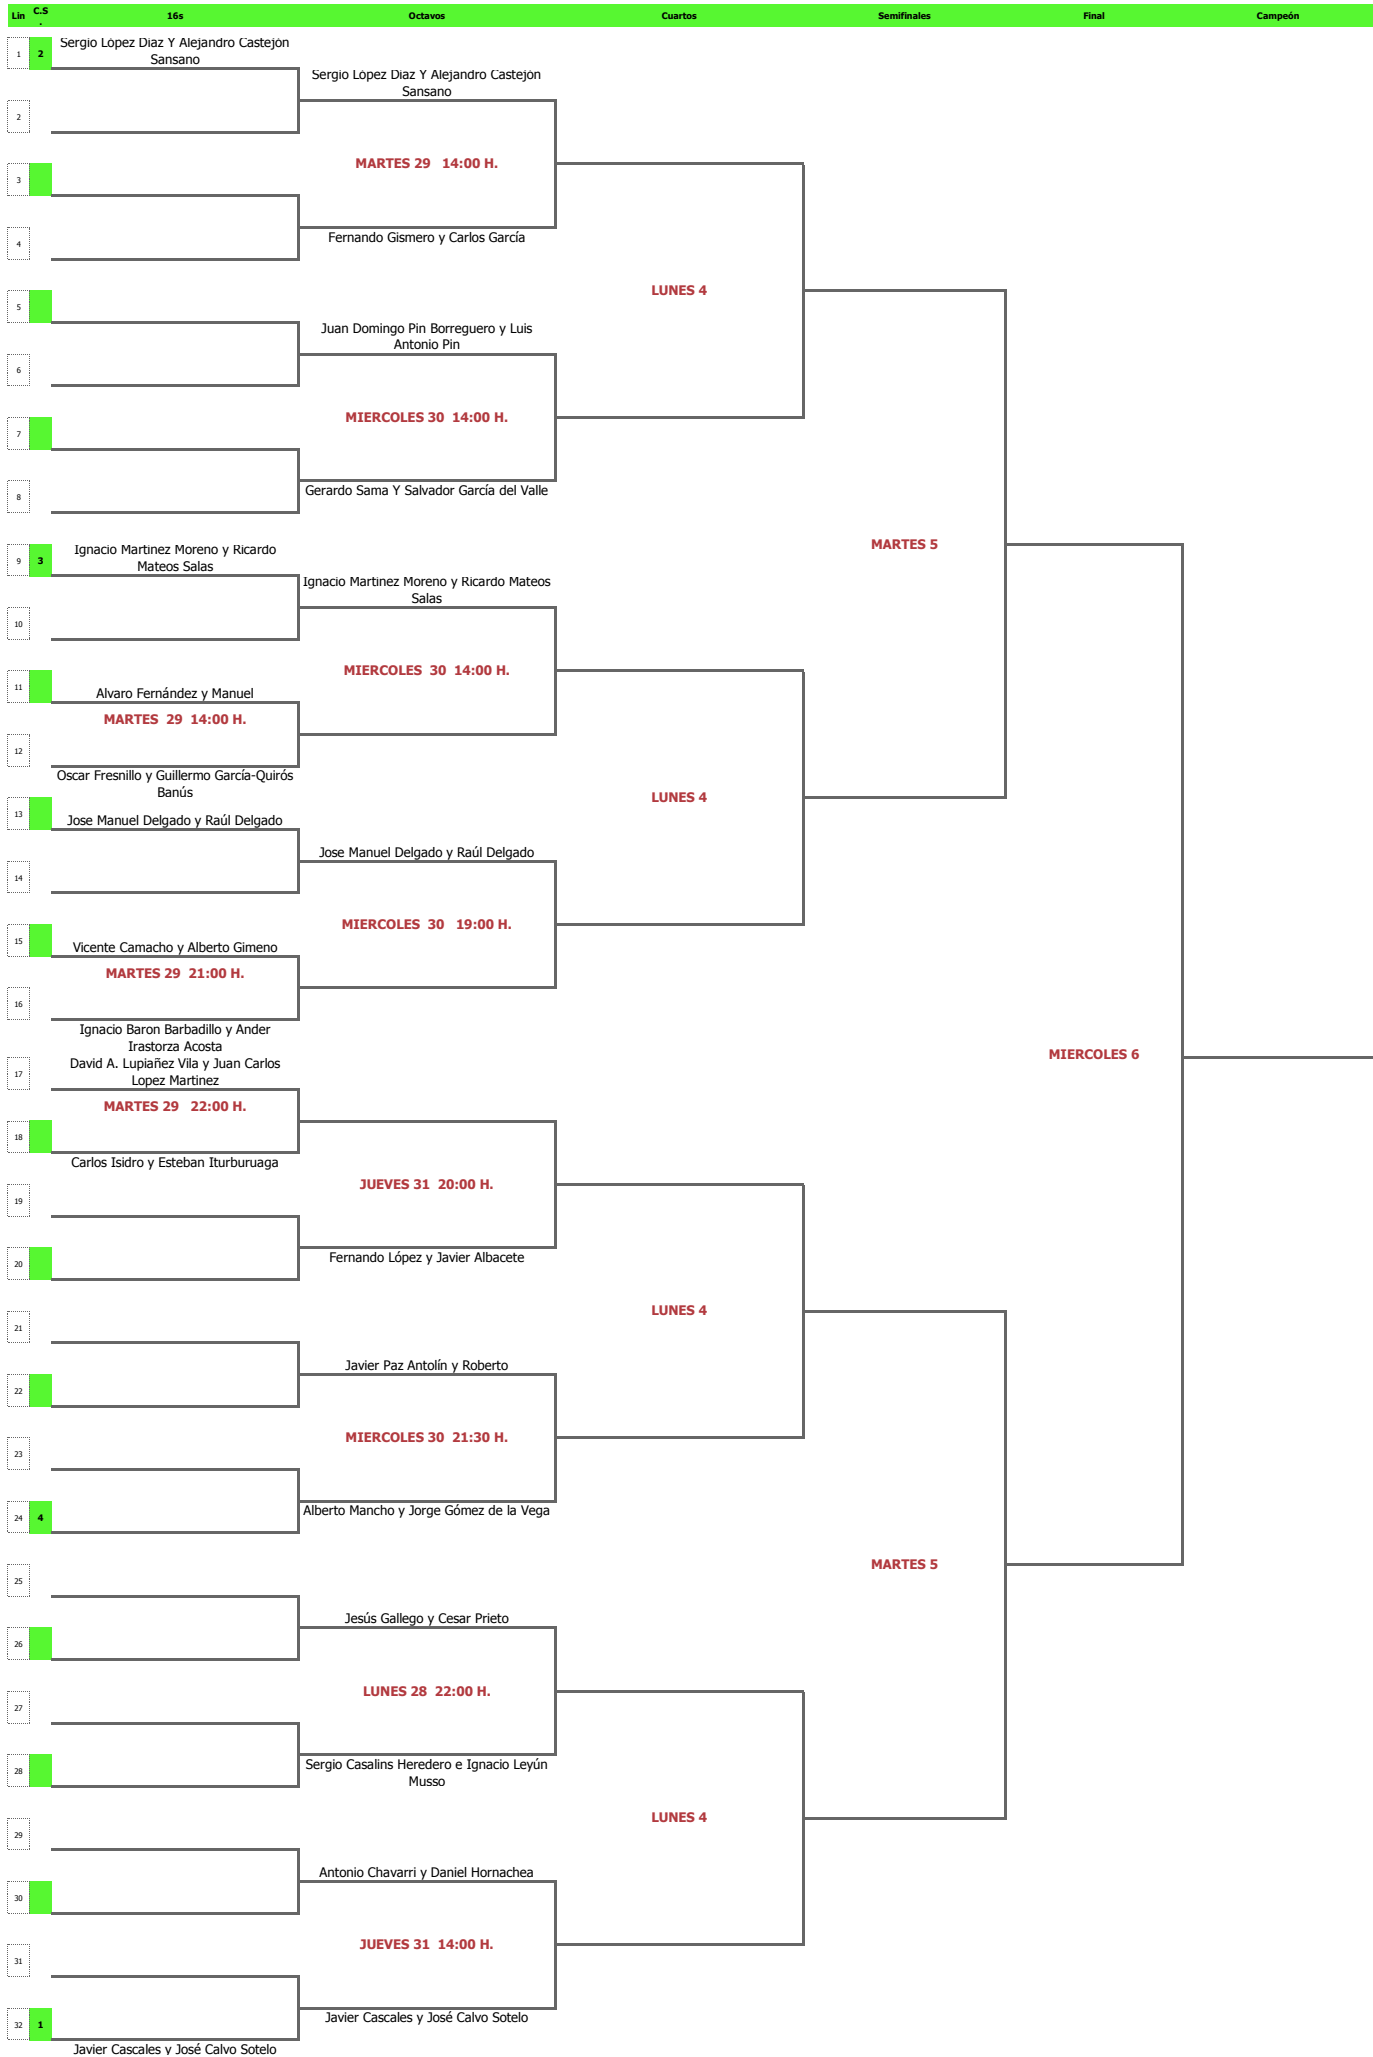 Lin C.S. 16s Octavos Cuartos Semifinales Final Campeón
1 2 Sergio López Diaz Y Alejandro Castejón
Sansano
Sergio López Diaz Y Alejandro Castejón
Sansano
2
MARTES 29 14:00 H.
3
Fernando Gismero y Carlos García
4
LUNES 4
5
Juan Domingo Pin Borreguero y Luis
Antonio Pin
6
MIERCOLES 30 14:00 H.
7
Gerardo Sama Y Salvador García del Valle
8
MARTES 5
Ignacio Martinez Moreno y Ricardo
9 3
Mateos Salas
Ignacio Martinez Moreno y Ricardo Mateos
Salas
10
MIERCOLES 30 14:00 H.
11
Alvaro Fernández y Manuel
MARTES 29 14:00 H.
12
Oscar Fresnillo y Guillermo García-Quirós
Banús
LUNES 4
13
Jose Manuel Delgado y Raúl Delgado
Jose Manuel Delgado y Raúl Delgado
14
MIERCOLES 30 19:00 H.
15
Vicente Camacho y Alberto Gimeno
MARTES 29 21:00 H.
16
Ignacio Baron Barbadillo y Ander
Irastorza Acosta
MIERCOLES 6
David A. Lupiañez Vila y Juan Carlos
17
Lopez Martinez
MARTES 29 22:00 H.
18
Carlos Isidro y Esteban Iturburuaga
JUEVES 31 20:00 H.
19
Fernando López y Javier Albacete
20
LUNES 4
21
Javier Paz Antolín y Roberto
22
MIERCOLES 30 21:30 H.
23
Alberto Mancho y Jorge Gómez de la Vega
24 4
MARTES 5
25
Jesús Gallego y Cesar Prieto
26
LUNES 28 22:00 H.
27
Sergio Casalins Heredero e Ignacio Leyún
Musso
28
LUNES 4
29
Antonio Chavarri y Daniel Hornachea
30
JUEVES 31 14:00 H.
31
Javier Cascales y José Calvo Sotelo
32 1
Javier Cascales y José Calvo Sotelo